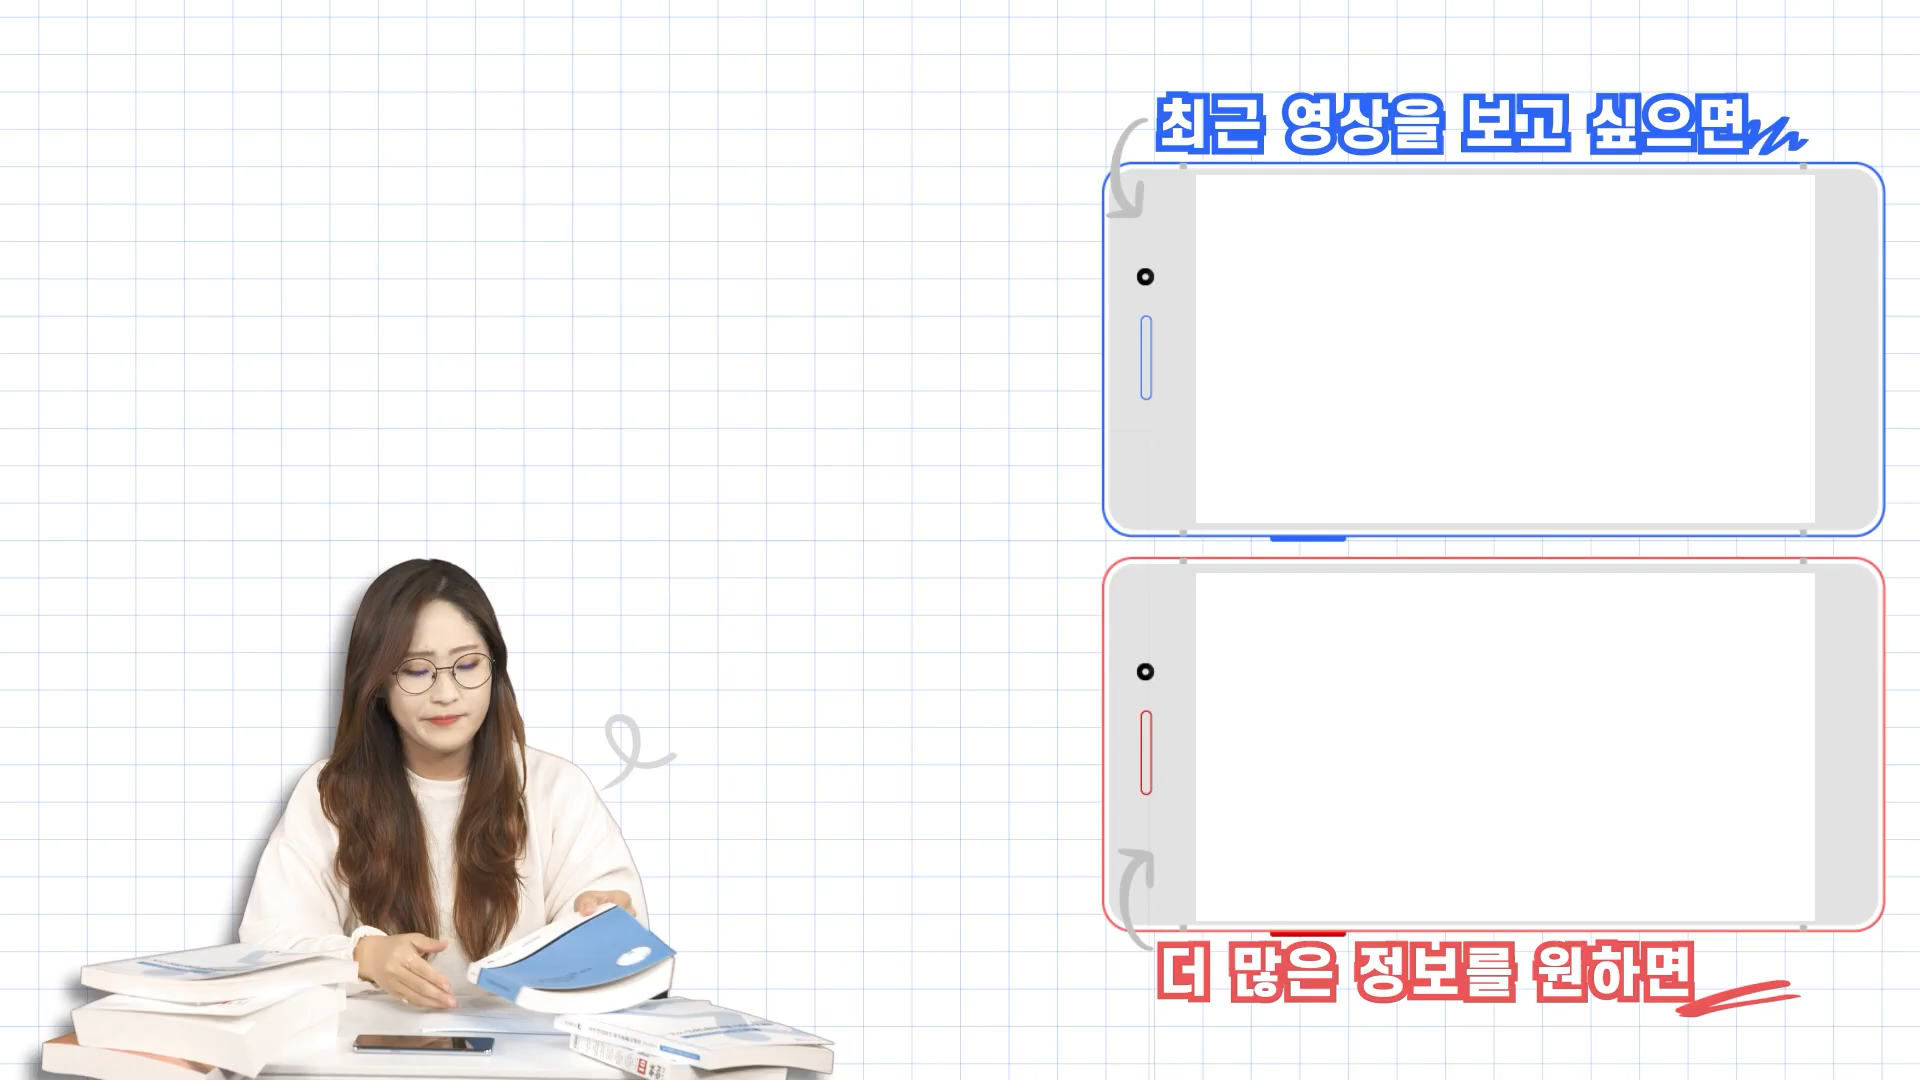 최근 영상을 보고 싶으면
더 많은 정보를 원하면